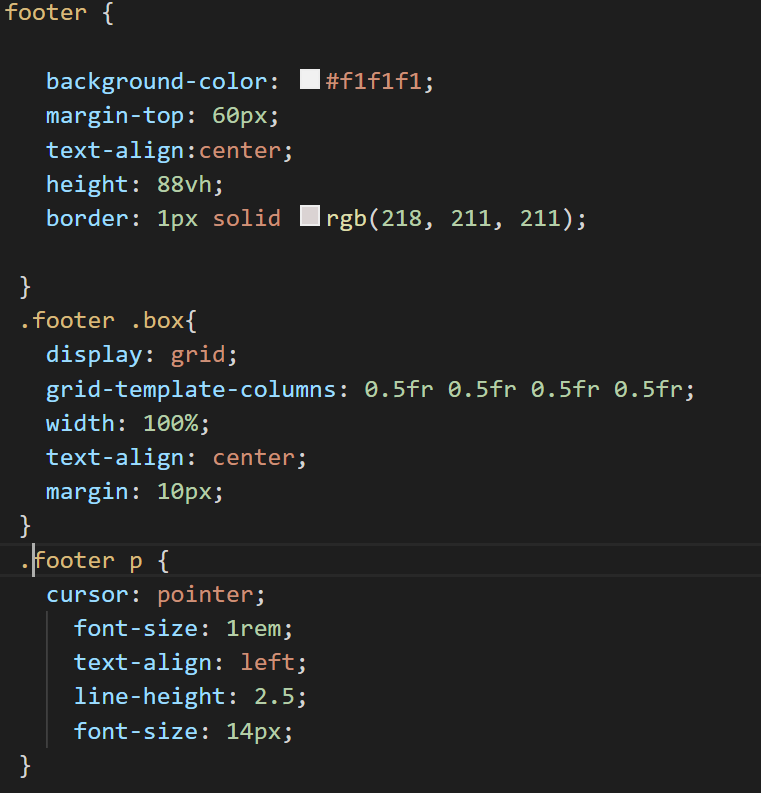 footer {
background-color: #f1f1f1;
margin-top: 60px;
text-align:center;
height: 88vh;
border: 1px solid rgb(218, 211, 211);
}
.footer .box{
display: grid;
grid-template-columns: 0.5fr 0.5fr 0.5fr 0.5fr;
width: 100%;
text-align: center;
margin: 10px;
}
.footer p {
cursor: pointer;
font-size: 1rem;
text-align: left;
line-height: 2.5;
font-size: 14px;
}